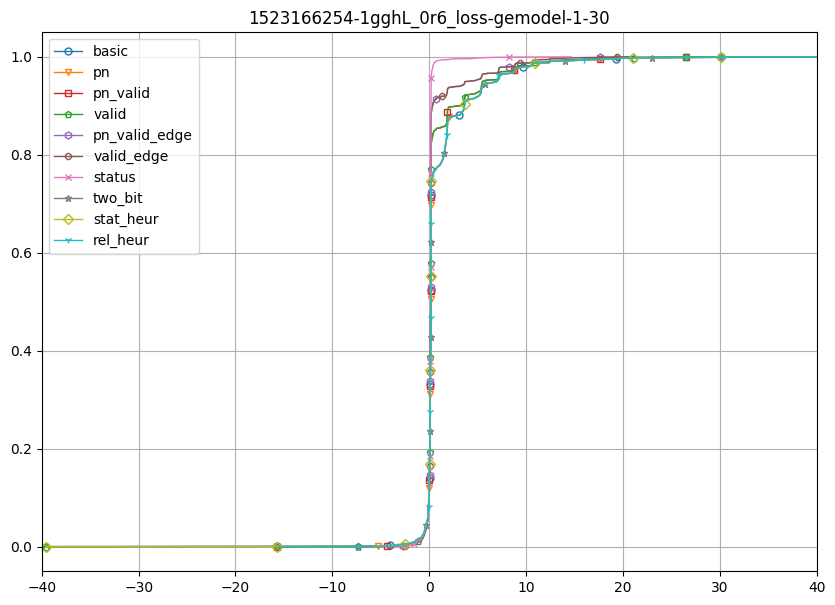 1523166254-1gghL_0r6_loss-gemodel-1-30
basic
pn
pn_valid
valid
pn_valid_edge
valid_edge
status
two_bit
stat_heur
rel_heur
1.0
0.8
0.6
0.4
0.2
0.0
−40
−30
−20
−10
0
10
20
30
40